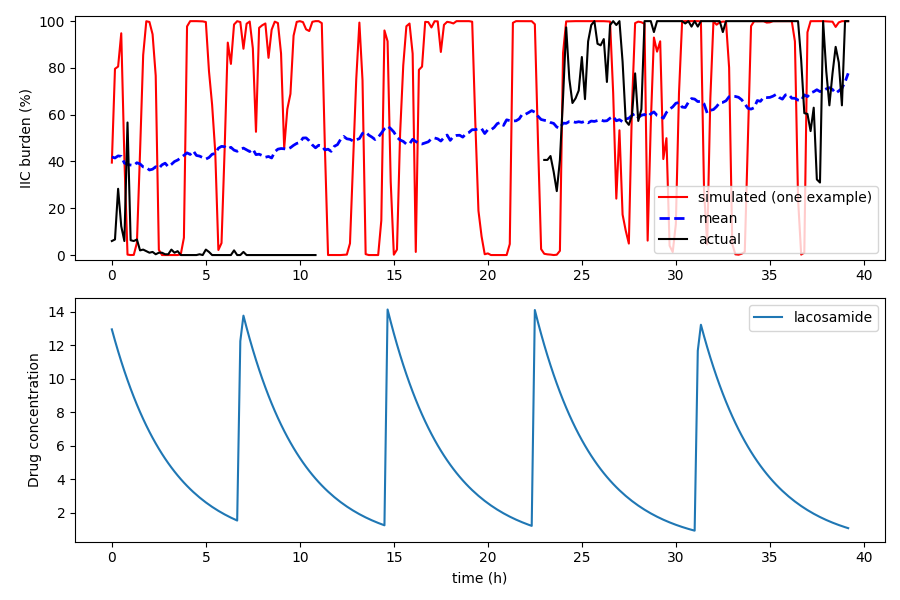 100
80
60
40
20
0
IIC burden (%)
simulated (one example)
mean
actual
0 5 10 15 20 25 30 35 40
14
12
10
8
6
4
2
Drug concentration
lacosamide
0 5 10 15 20 25 30 35 40
time (h)